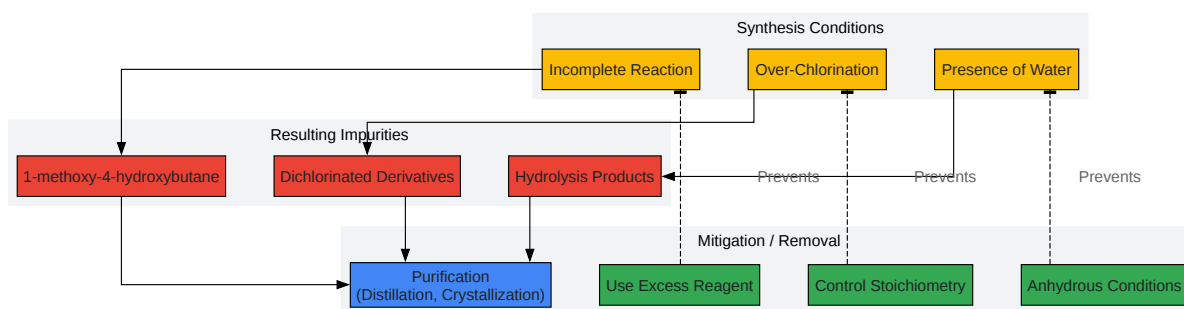 Synthesis Conditions
Incomplete Reaction
Over-Chlorination
Presence of Water
Resulting Impurities
1-methoxy-4-hydroxybutane
Dichlorinated Derivatives
Hydrolysis Products
Prevents
Prevents
Prevents
Mitigation / Removal
Purification
(Distillation, Crystallization)
Use Excess Reagent
Control Stoichiometry
Anhydrous Conditions